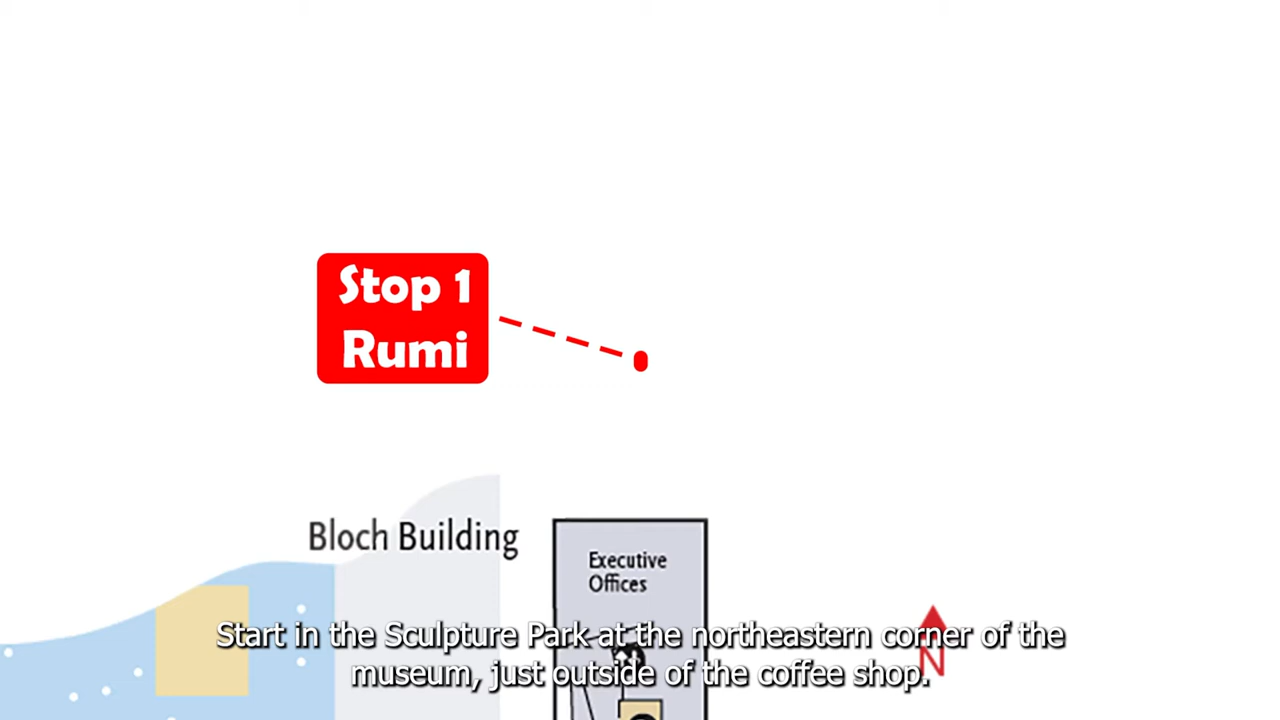 Stop 1
Rumi
Bloch Building
Executive
Offices
Start in the Sculpture Park at the northeastern corner of the
museum, just outside of the coffee shop.
N